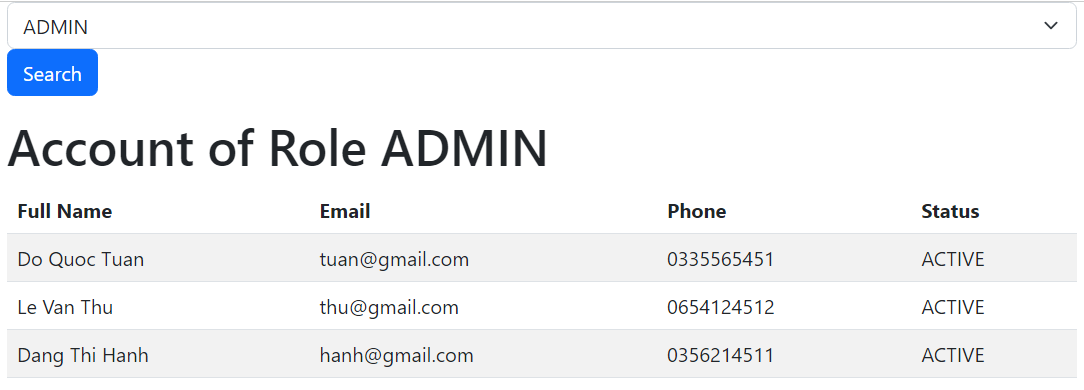 ADMIN
Search
Account of Role ADMIN
Full Name Email Phone Status
Do Quoc Tuan tuan@gmail.com 0335565451 ACTIVE
Le Van Thu thu@gmail.com 0654124512 ACTIVE
Dang Thi Hanh hanh@gmail.com 0356214511 ACTIVE